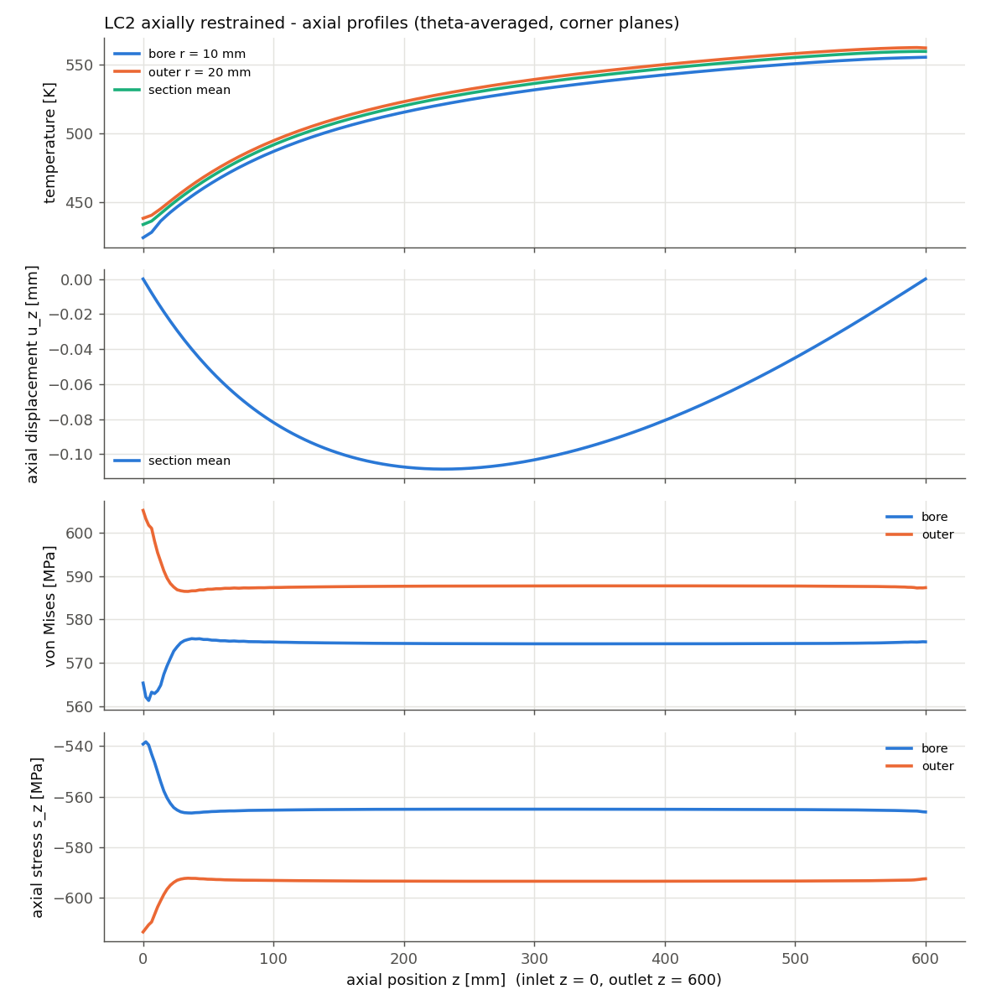 LC2 axially restrained - axial profiles (theta-averaged, corner planes)
temperature [K]
550
500
450
bore r = 10 mm
outer r = 20 mm
section mean
axial displacement u_z [mm]
0.00
−0.02
−0.04
−0.06
−0.08
−0.10
section mean
von Mises [MPa]
600
590
580
570
560
bore
outer
axial stress s_z [MPa]
−540
−560
−580
−600
bore
outer
0 100 200 300 400 500 600
axial position z [mm]  (inlet z = 0, outlet z = 600)